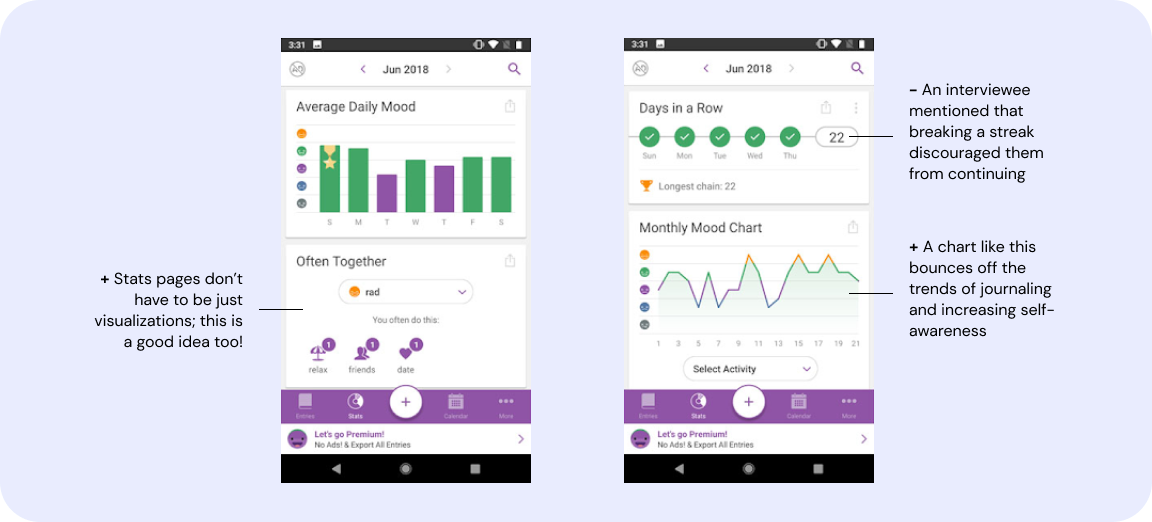 3:31
Jun 2018
Average Daily Mood
S M T W T F S
Often Together
rad
You often do this:
1 1 1
relax friends date
Entries Stats + Calendar More
Let's go Premium!
No Ads! & Export All Entries
+ Stats pages don't
have to be just
visualizations; this is
a good idea too!
3:31
Jun 2018
Days in a Row
22
Sun Mon Tue Wed Thu
Longest chain: 22
Monthly Mood Chart
1 3 5 7 9 11 13 15 17 19 21
Select Activity
Entries Stats + Calendar More
Let's go Premium!
No Ads! & Export All Entries
– An interviewee
mentioned that
breaking a streak
discouraged them
from continuing
+ A chart like this
bounces off the
trends of journaling
and increasing self-
awareness